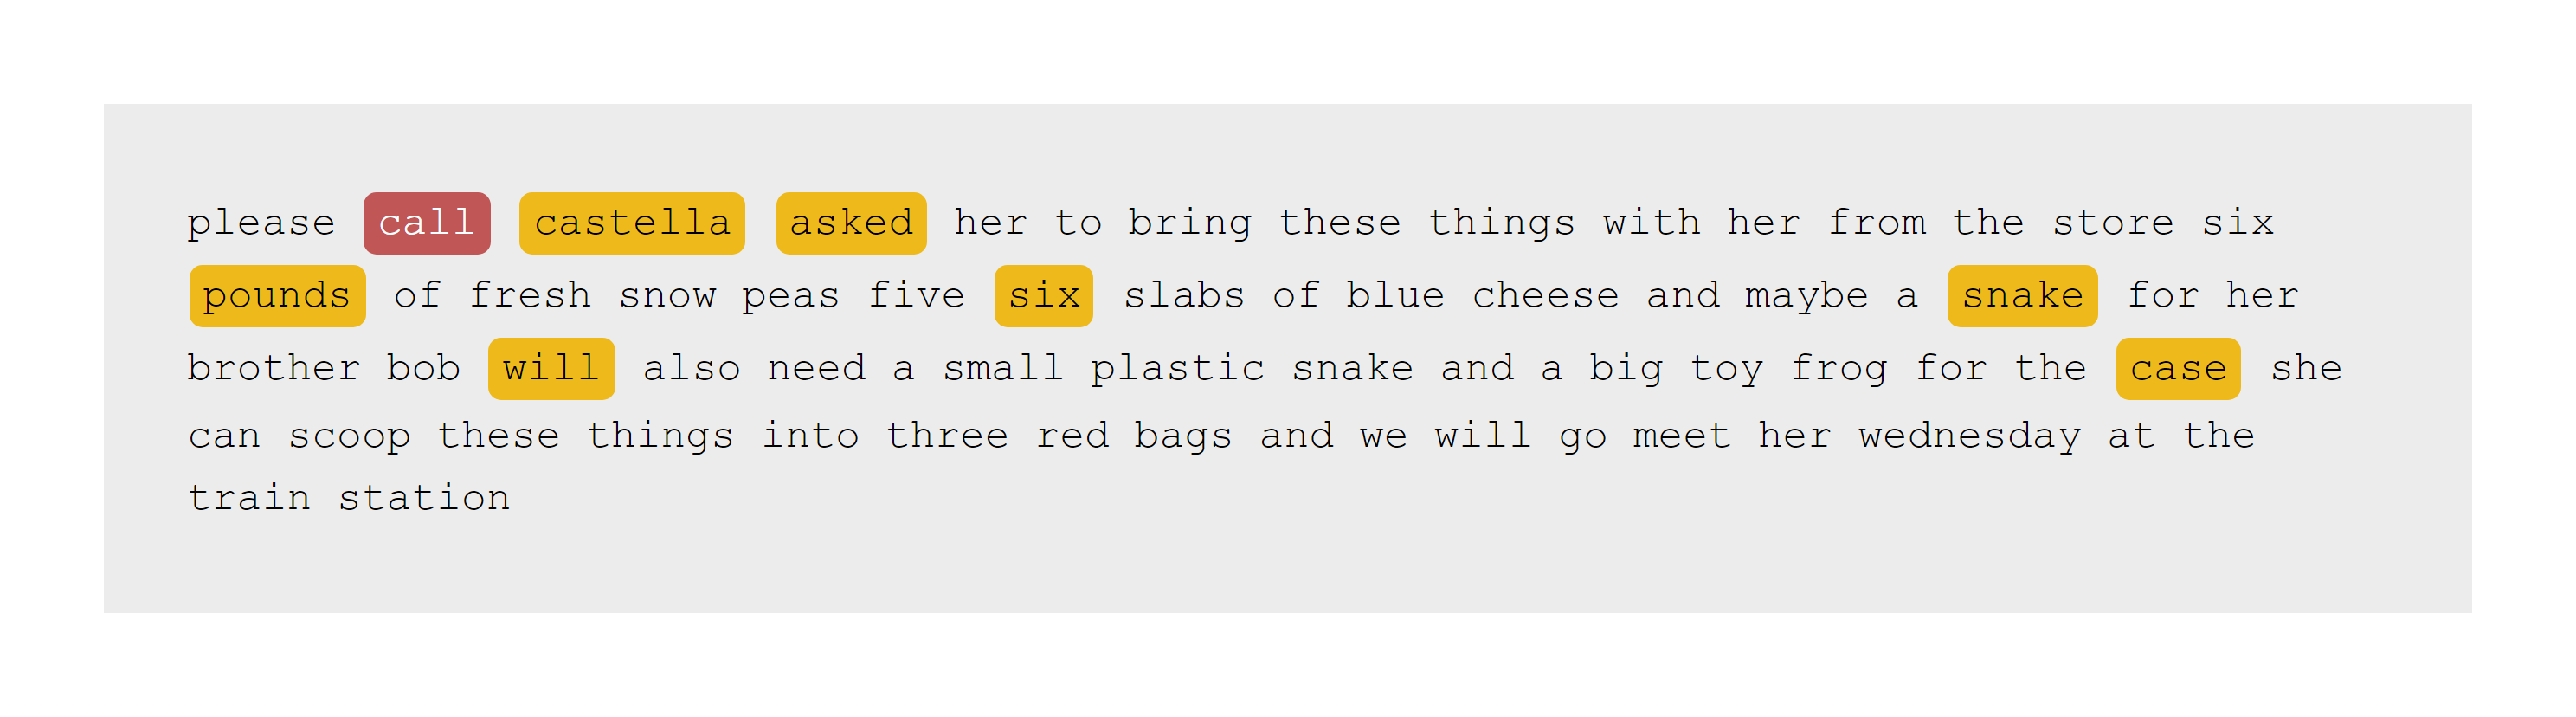 please call castella asked her to bring these things with her from the store six
pounds of fresh snow peas five six slabs of blue cheese and maybe a snake for her
brother bob will also need a small plastic snake and a big toy frog for the case she
can scoop these things into three red bags and we will go meet her wednesday at the
train station